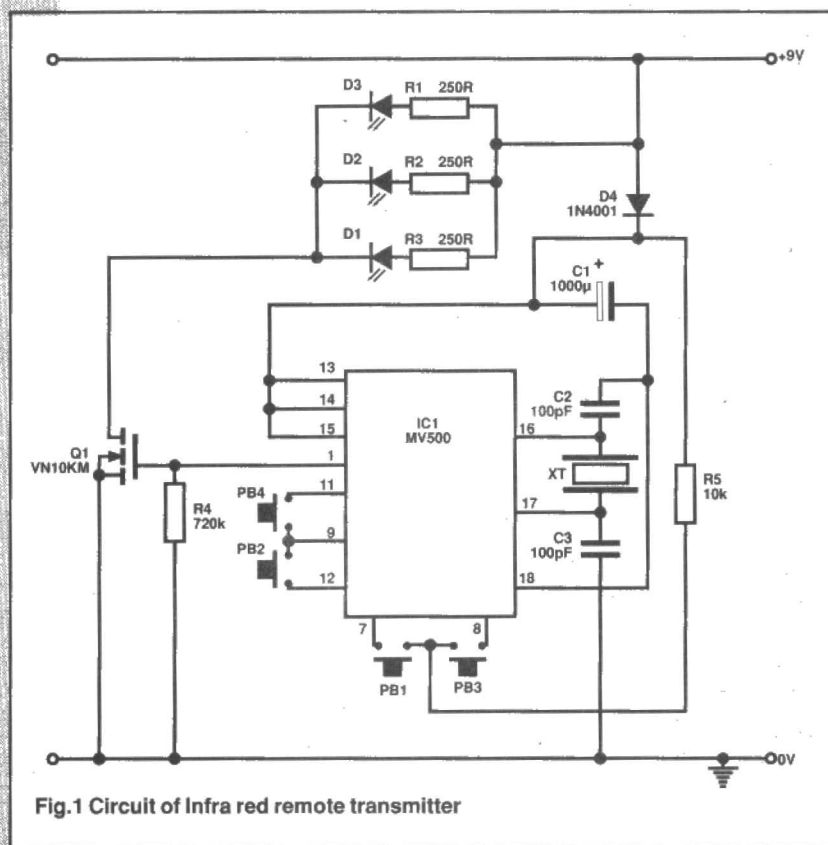 +9V
D3 R1 250R
D2 R2 250R
D1 R3 250R
D4
1N4001
C1 +
1000µ
13
14
15
1
11
9
12
IC1
MV500
16
17
18
7
8
C2
100pF
XT
C3
100pF
R5
10k
Q1
VN10KM
R4
720k
PB4
PB2
PB1
PB3
0V
Fig.1 Circuit of Infra red remote transmitter